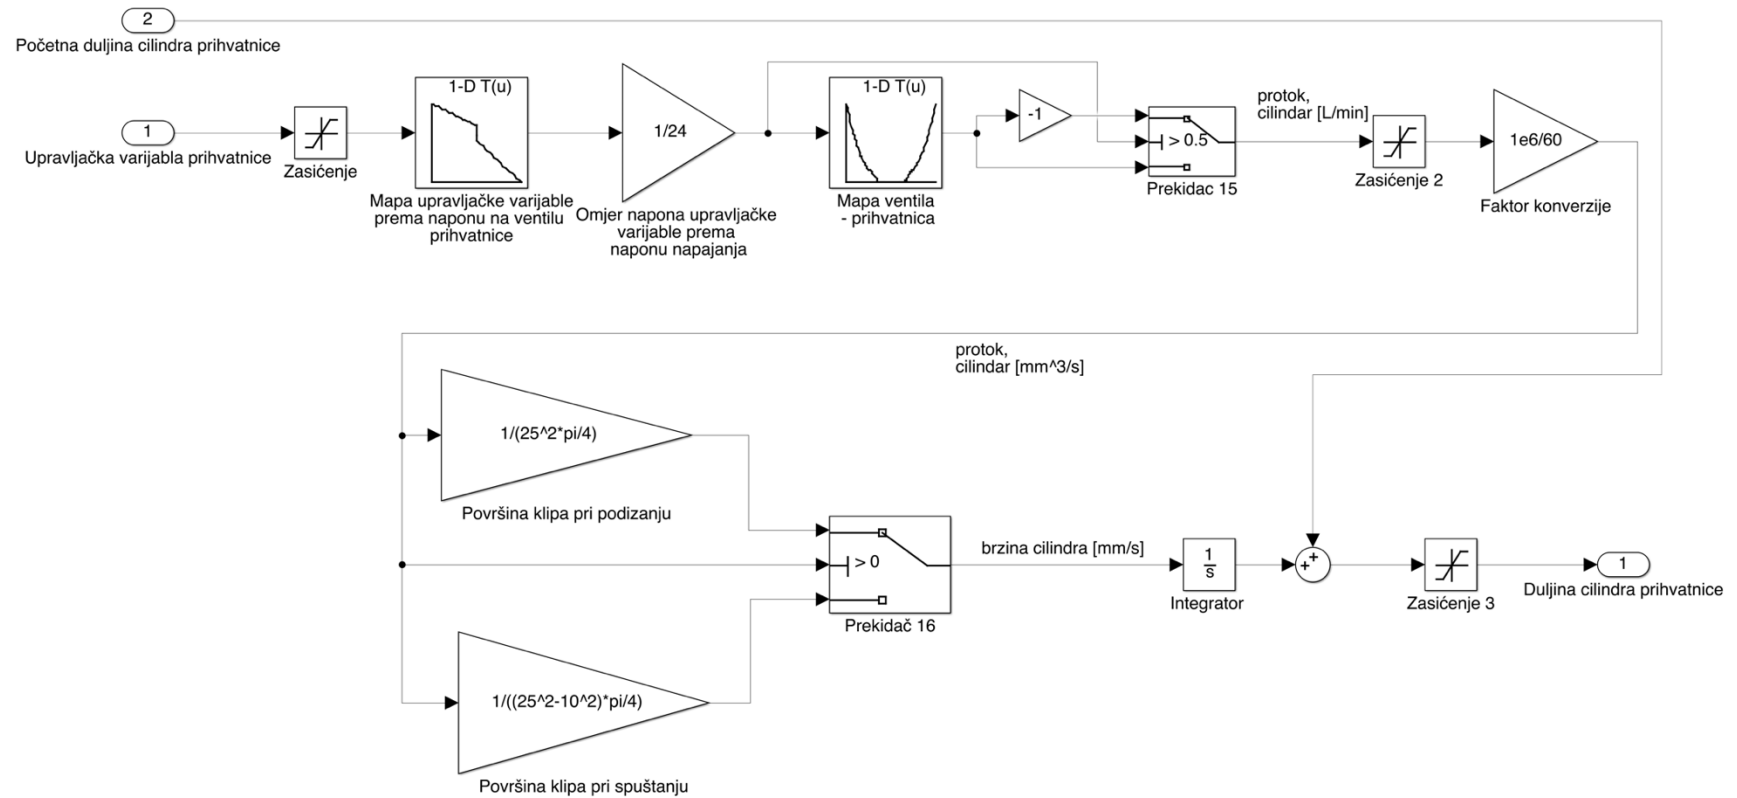 2
Početna duljina cilindra prihvatnice
1
Upravljačka varijabla prihvatnice
Zasićenje
1-D T(u)
Mapa upravljačke varijable
prema naponu na ventilu
prihvatnice
1/24
Omjer napona upravljačke
varijable prema
naponu napajanja
1-D T(u)
Mapa ventila
- prihvatnica
-1
> 0.5
Prekidac 15
protok,
cilindar [L/min]
Zasićenje 2
1e6/60
Faktor konverzije
protok,
cilindar [mm^3/s]
1/(25^2*pi/4)
Površina klipa pri podizanju
1/((25^2-10^2)*pi/4)
Površina klipa pri spuštanju
> 0
Prekidač 16
brzina cilindra [mm/s]
1
s
Integrator
+
+
Zasićenje 3
1
Duljina cilindra prihvatnice